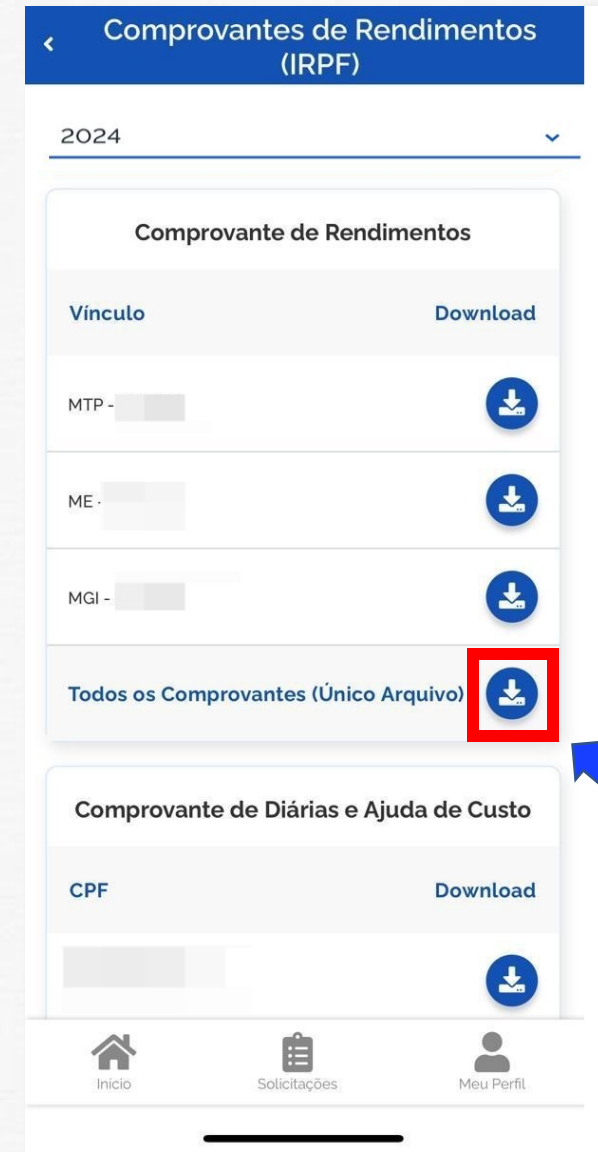 Comprovantes de Rendimentos
(IRPF)
2024
Comprovante de Rendimentos
Vínculo Download
MTP -
ME -
MGI -
Todos os Comprovantes (Único Arquivo)
Comprovante de Diárias e Ajuda de Custo
CPF Download
Início Solicitações Meu Perfil